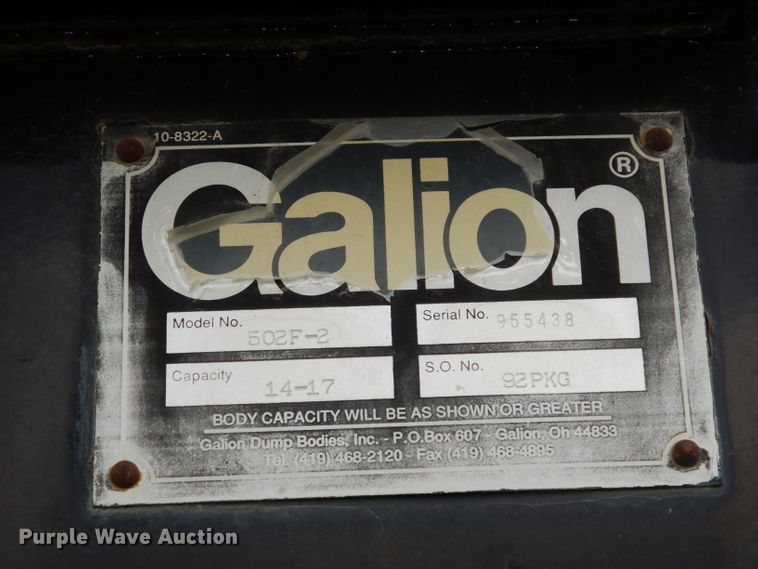 10-8322-A
Galion®
Model No. 502F-2
Serial No. 955438
Capacity 14-17
S.O. No. 92PKG
BODY CAPACITY WILL BE AS SHOWN OR GREATER
Galion Dump Bodies, Inc. - P.O.Box 607 - Galion, Oh 44833
Tel. (419) 468-2120 - Fax (419) 468-4895
Purple Wave Auction